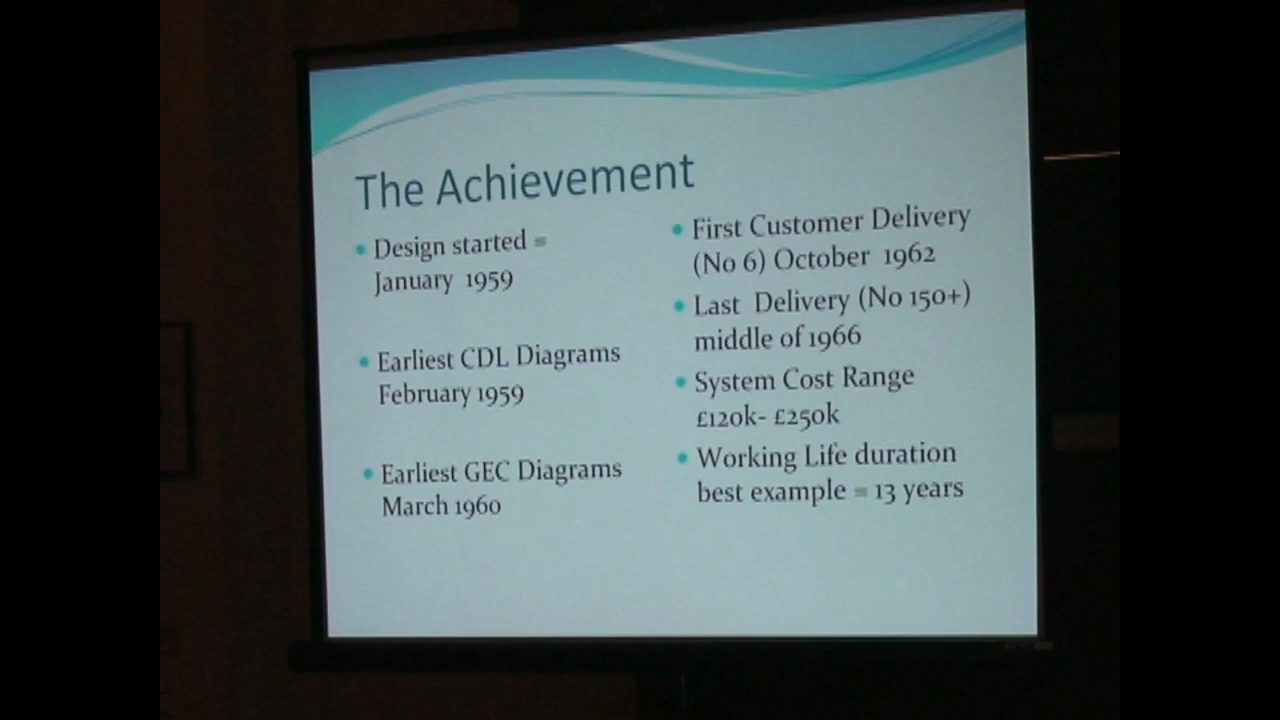 The Achievement
Design started =
January 1959
Earliest CDL Diagrams
February 1959
Earliest GEC Diagrams
March 1960
First Customer Delivery
(No 6) October 1962
Last Delivery (No 150+)
middle of 1966
System Cost Range
£120k- £250k
Working Life duration
best example = 13 years